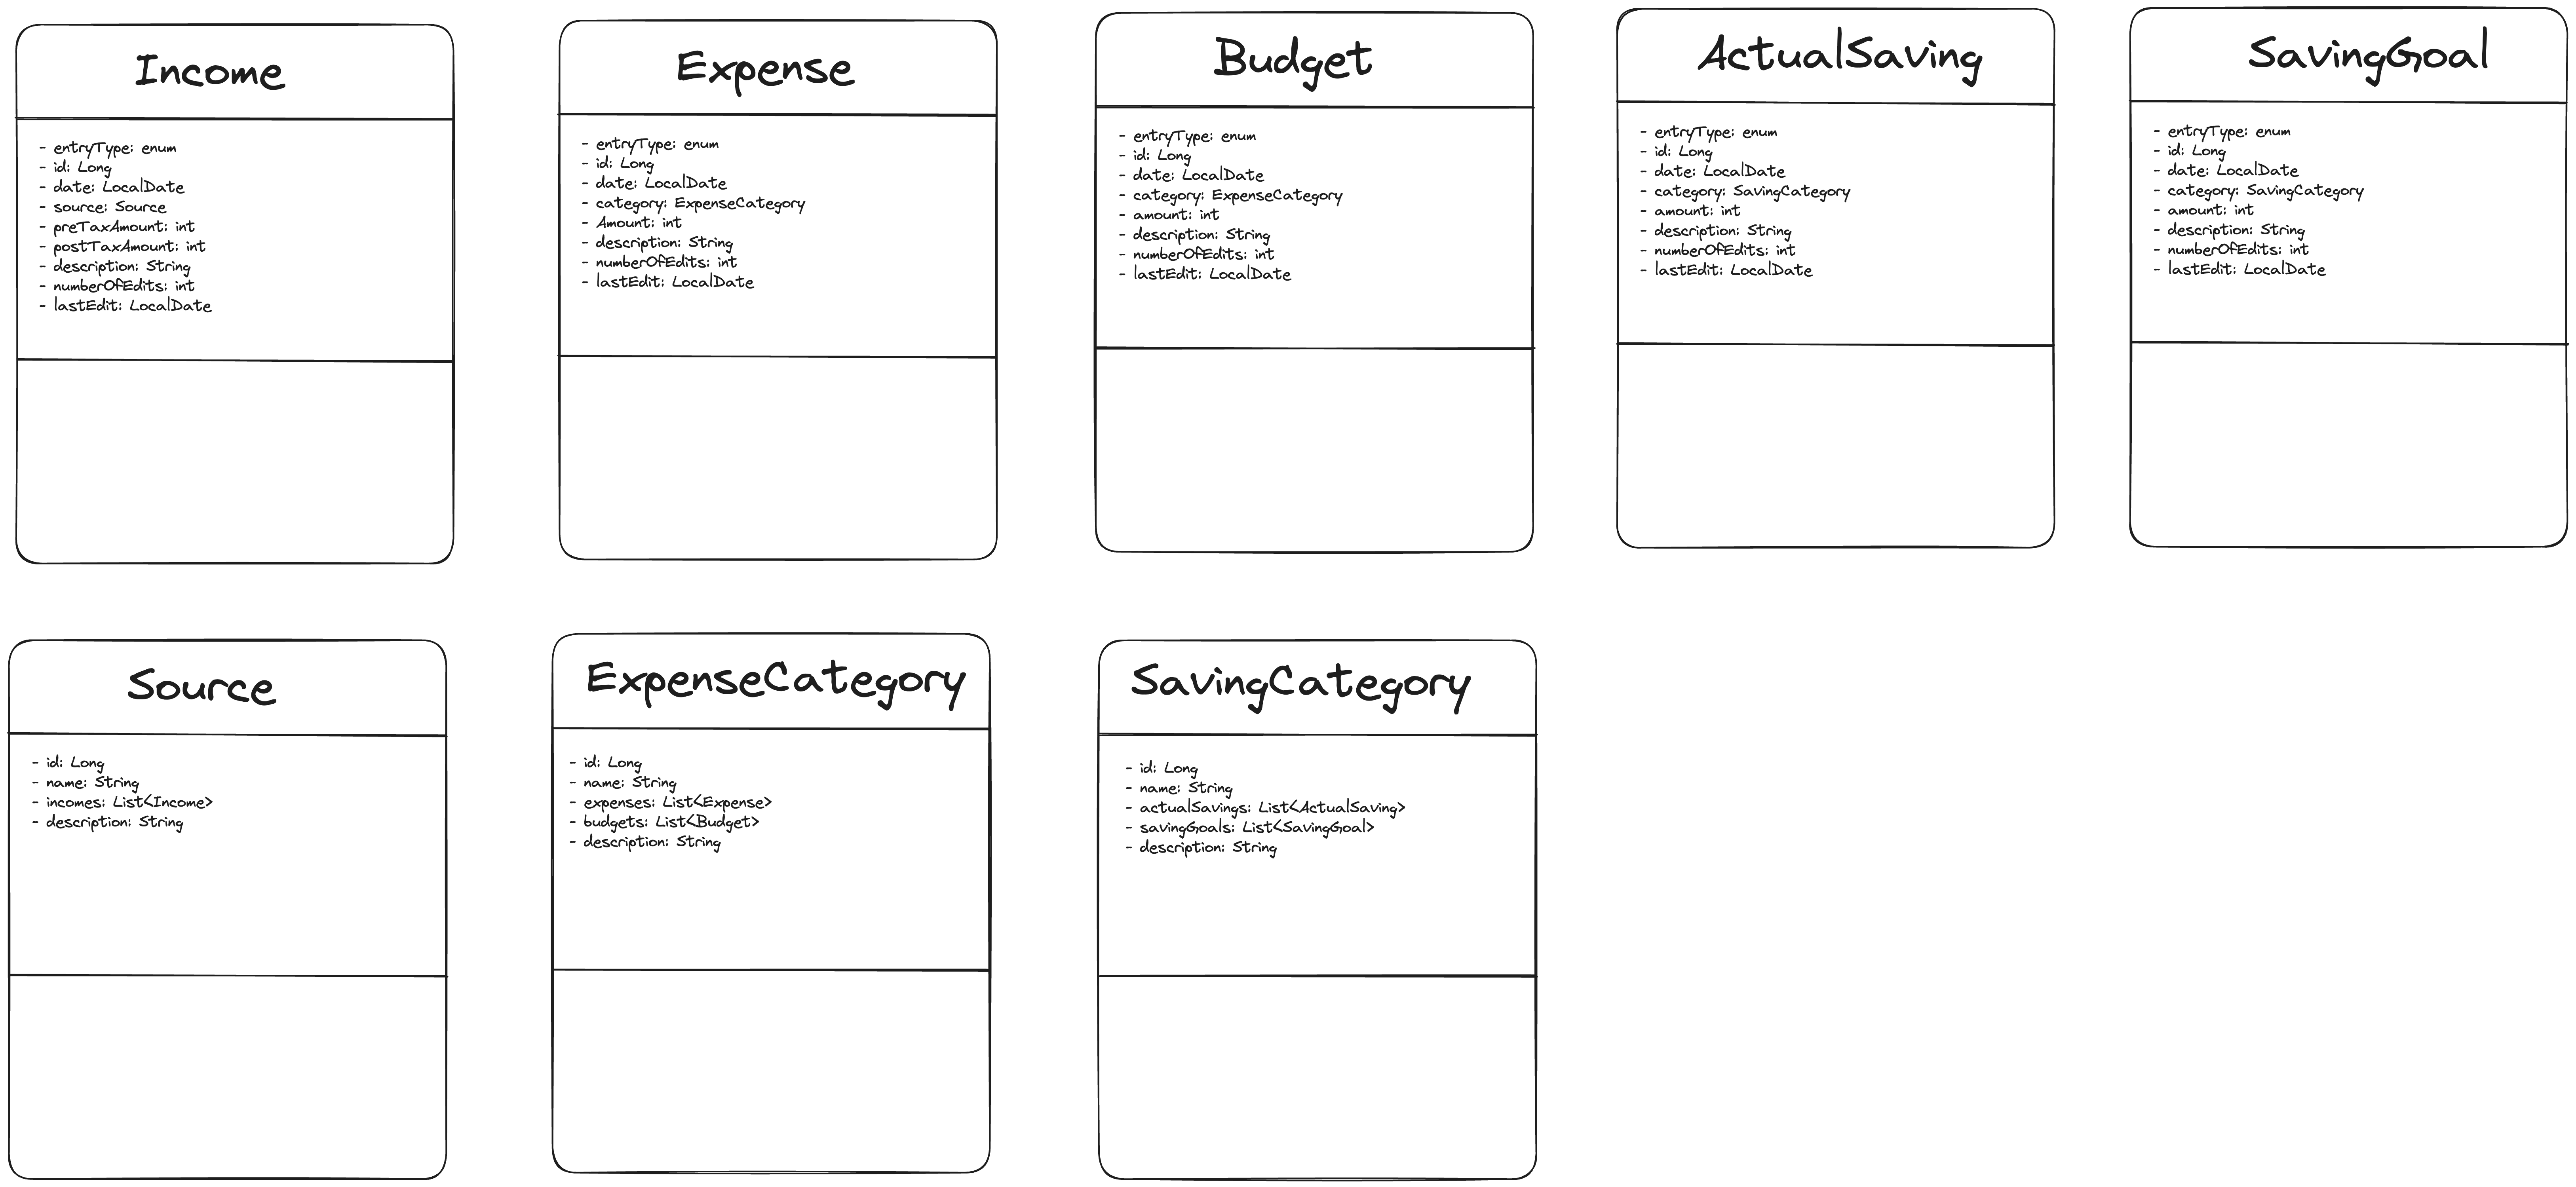 Income
- entryType: enum
- id: Long
- date: LocalDate
- source: Source
- preTaxAmount: int
- postTaxAmount: int
- description: String
- numberOfEdits: int
- lastEdit: LocalDate
Expense
- entryType: enum
- id: Long
- date: LocalDate
- category: ExpenseCategory
- Amount: int
- description: String
- numberOfEdits: int
- lastEdit: LocalDate
Budget
- entryType: enum
- id: Long
- date: LocalDate
- category: ExpenseCategory
- amount: int
- description: String
- numberOfEdits: int
- lastEdit: LocalDate
ActualSaving
- entryType: enum
- id: Long
- date: LocalDate
- category: SavingCategory
- amount: int
- description: String
- numberOfEdits: int
- lastEdit: LocalDate
SavingGoal
- entryType: enum
- id: Long
- date: LocalDate
- category: SavingCategory
- amount: int
- description: String
- numberOfEdits: int
- lastEdit: LocalDate
Source
- id: Long
- name: String
- incomes: List<Income>
- description: String
ExpenseCategory
- id: Long
- name: String
- expenses: List<Expense>
- budgets: List<Budget>
- description: String
SavingCategory
- id: Long
- name: String
- actualSavings: List<ActualSaving>
- savingGoals: List<SavingGoal>
- description: String